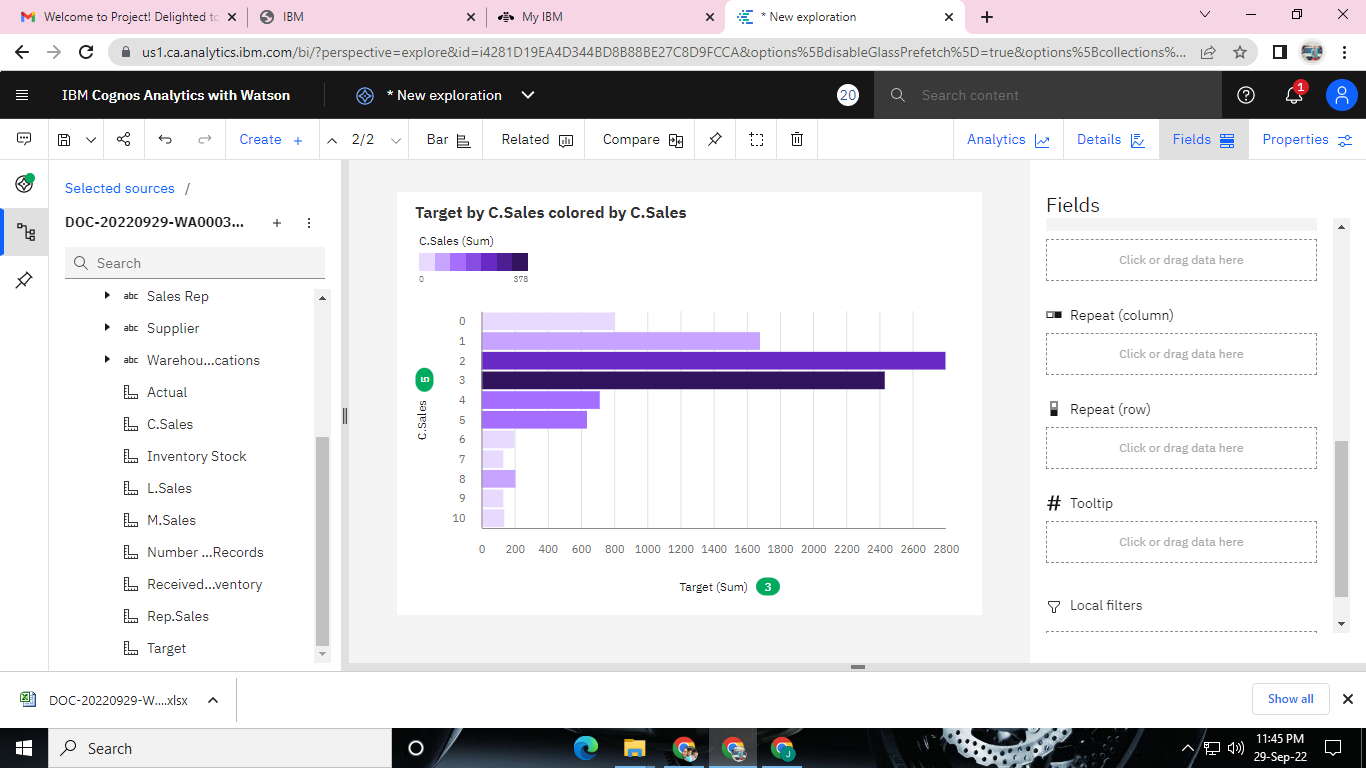 Welcome to Project! Delighted to
IBM
My IBM
* New exploration
us1.ca.analytics.ibm.com/bi/?perspective=explore&id=i4281D19EA4D344BD8B88BE27C8D9FCCA&options%5BdisableGlassPrefetch%5D=true&options%5Bcollections%...
IBM Cognos Analytics with Watson
* New exploration
20
Search content
1
Create +
2/2
Bar
Related
Compare
Analytics
Details
Fields
Properties
Selected sources /
DOC-20220929-WA0003...
Search
abc Sales Rep
abc Supplier
abc Warehou...cations
Actual
C.Sales
Inventory Stock
L.Sales
M.Sales
Number ...Records
Received...ventory
Rep.Sales
Target
Target by C.Sales colored by C.Sales
C.Sales (Sum)
0 378
0
1
2
3
4
5
6
7
8
9
10
5
C.Sales
0 200 400 600 800 1000 1200 1400 1600 1800 2000 2200 2400 2600 2800
Target (Sum) 3
Fields
Click or drag data here
Repeat (column)
Click or drag data here
Repeat (row)
Click or drag data here
# Tooltip
Click or drag data here
Local filters
DOC-20220929-W....xlsx
Show all
Search
J
11:45 PM
29-Sep-22